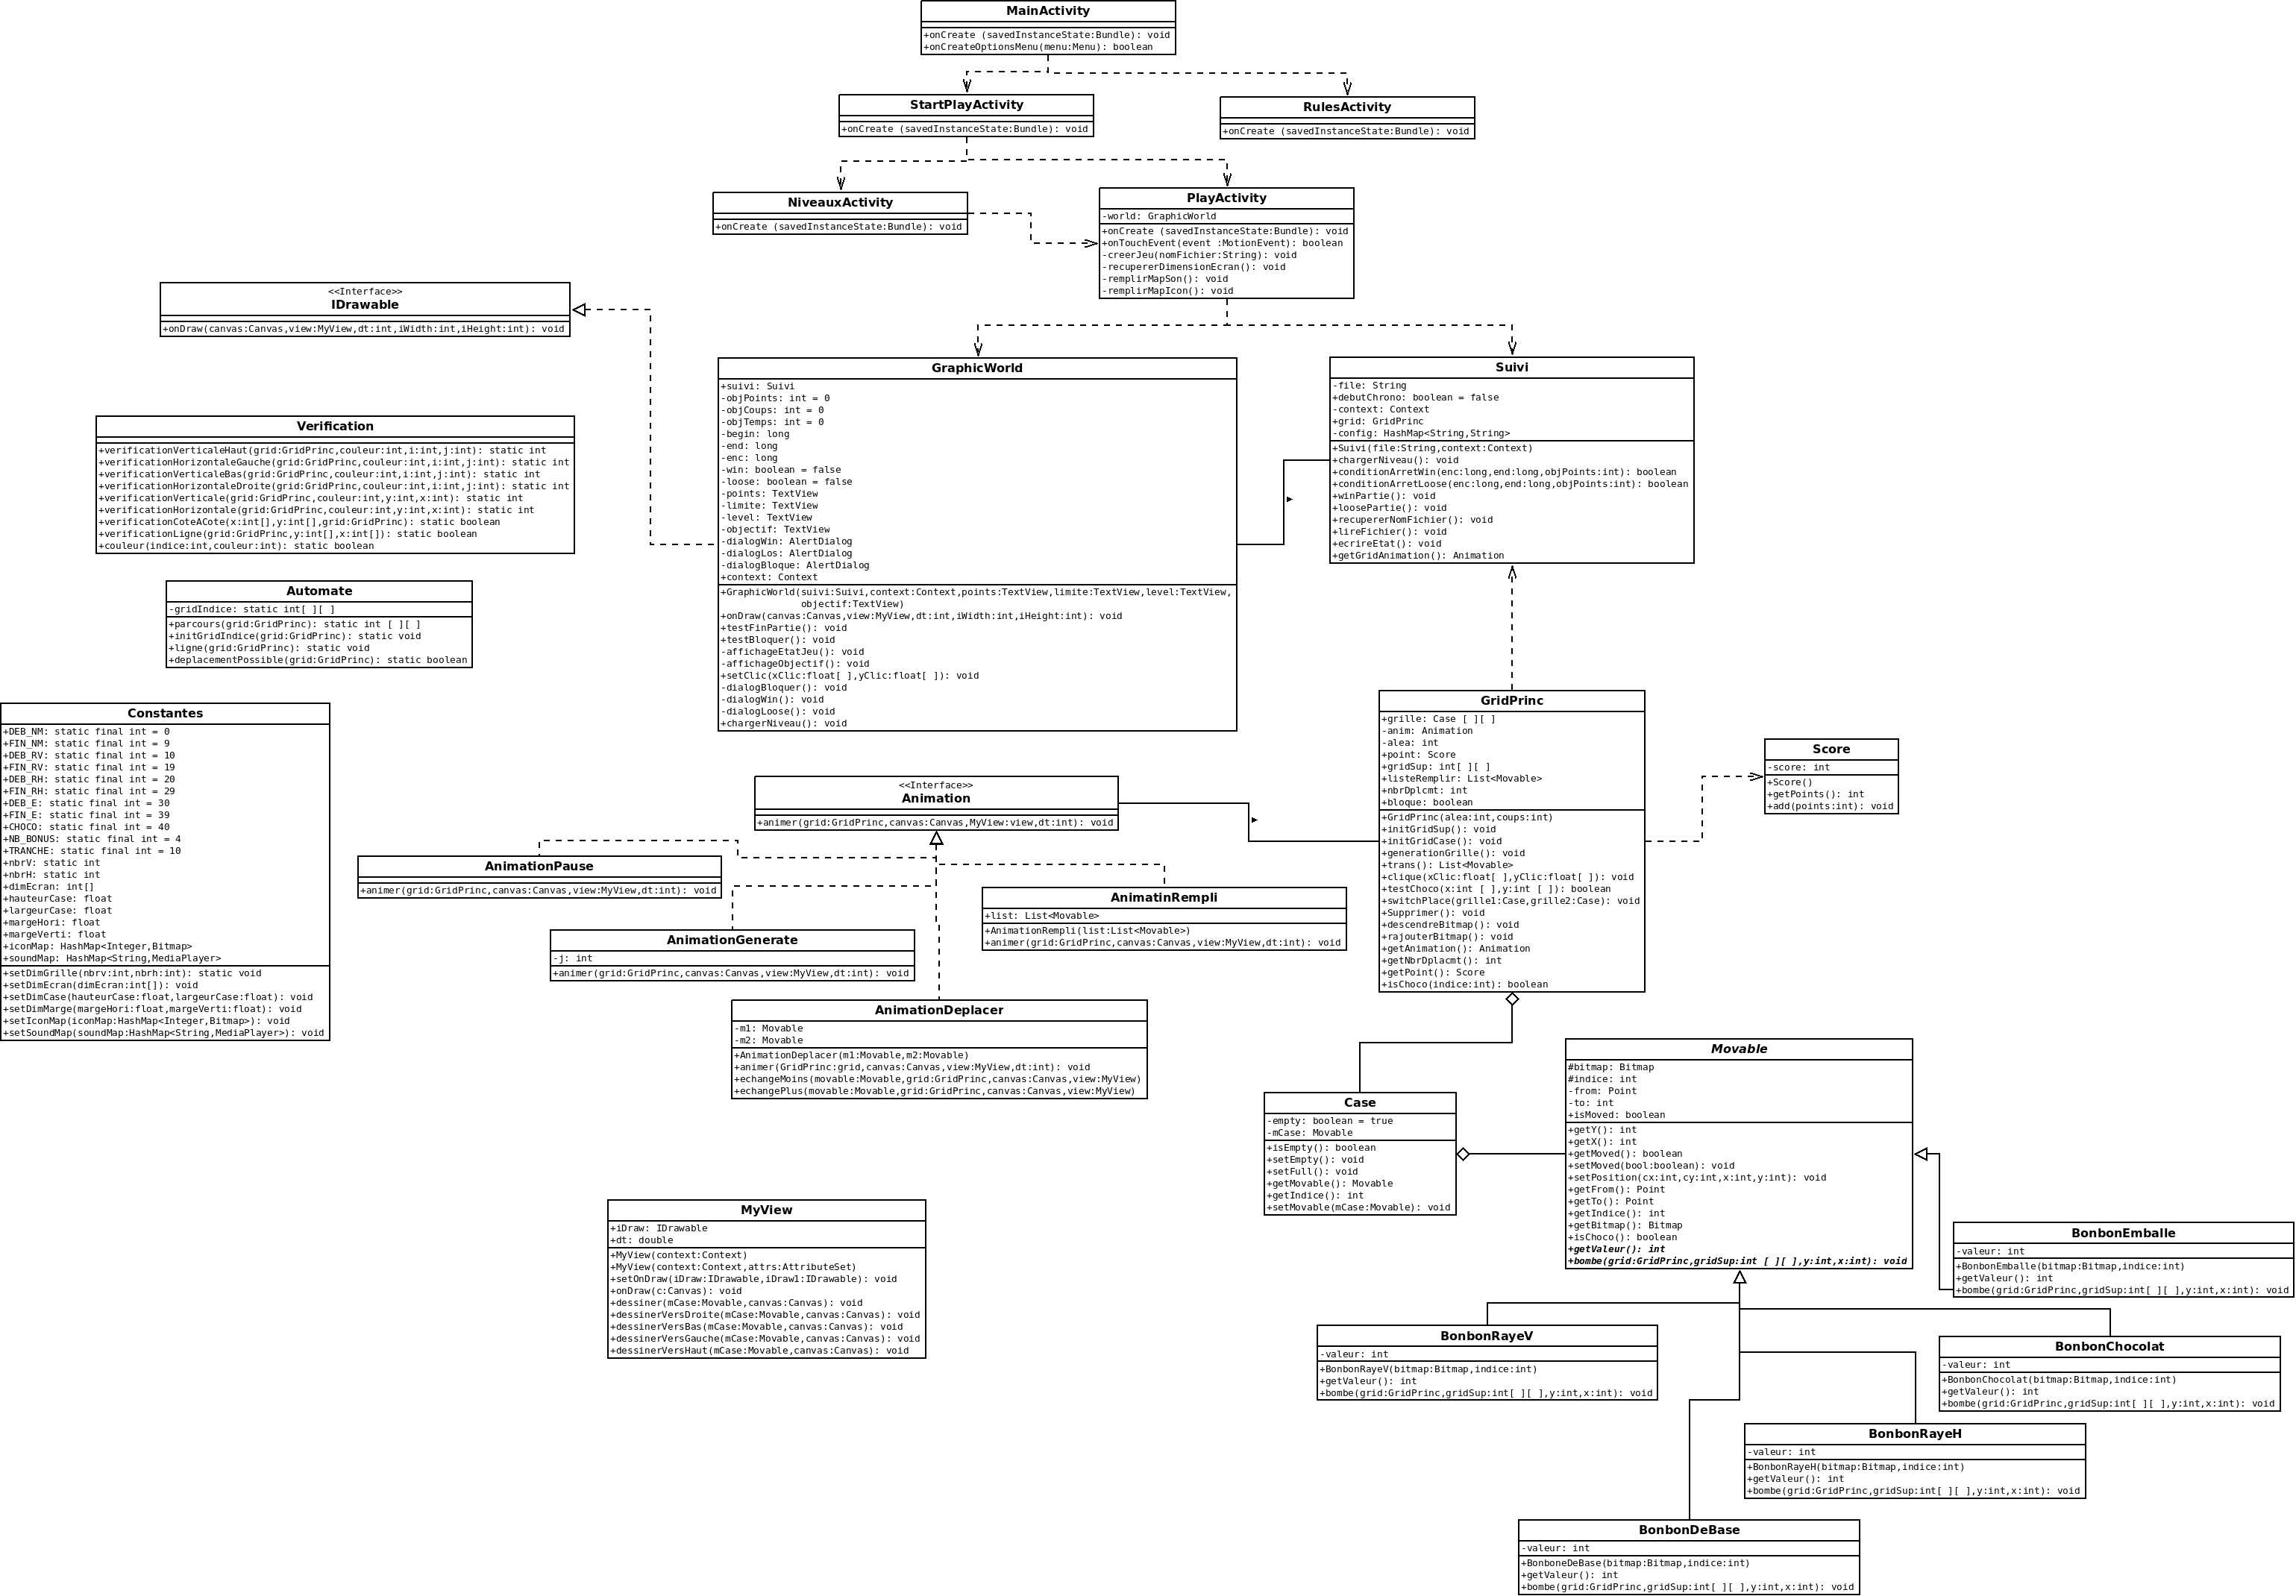 MainActivity
+onCreate (savedInstanceState:Bundle): void
+onCreateOptionsMenu(menu:Menu): boolean
StartPlayActivity
+onCreate (savedInstanceState:Bundle): void
RulesActivity
+onCreate (savedInstanceState:Bundle): void
NiveauxActivity
+onCreate (savedInstanceState:Bundle): void
PlayActivity
-world: GraphicWorld
+onCreate (savedInstanceState:Bundle): void
+onTouchEvent(event :MotionEvent): boolean
-creerJeu(nomFichier:String): void
-recupererDimensionEcran(): void
-remplirMapSon(): void
-remplirMapIcon(): void
<<Interface>>
IDrawable
+onDraw(canvas:Canvas,view:MyView,dt:int,iWidth:int,iHeight:int): void
GraphicWorld
+suivi: Suivi
-objPoints: int = 0
-objCoups: int = 0
-objTemps: int = 0
-begin: long
-end: long
-enc: long
-win: boolean = false
-loose: boolean = false
-points: TextView
-limite: TextView
-level: TextView
-objectif: TextView
-dialogWin: AlertDialog
-dialogLos: AlertDialog
-dialogBloque: AlertDialog
+context: Context
+GraphicWorld(suivi:Suivi,context:Context,points:TextView,limite:TextView,level:TextView,
objectif:TextView)
+onDraw(canvas:Canvas,view:MyView,dt:int,iWidth:int,iHeight:int): void
+testFinPartie(): void
+testBloquer(): void
-affichageEtatJeu(): void
-affichageObjectif(): void
+setClic(xClic:float[ ],yClic:float[ ]): void
-dialogBloquer(): void
-dialogWin(): void
-dialogLoose(): void
+chargerNiveau(): void
Suivi
-file: String
+debutChrono: boolean = false
-context: Context
+grid: GridPrinc
-config: HashMap<String,String>
+Suivi(file:String,context:Context)
+chargerNiveau(): void
+conditionArretWin(enc:long,end:long,objPoints:int): boolean
+conditionArretLoose(enc:long,end:long,objPoints:int): boolean
+winPartie(): void
+loosePartie(): void
+recupererNomFichier(): void
+lireFichier(): void
+ecrireEtat(): void
+getGridAnimation(): Animation
Verification
+verificationVerticaleHaut(grid:GridPrinc,couleur:int,i:int,j:int): static int
+verificationHorizontaleGauche(grid:GridPrinc,couleur:int,i:int,j:int): static int
+verificationVerticaleBas(grid:GridPrinc,couleur:int,i:int,j:int): static int
+verificationHorizontaleDroite(grid:GridPrinc,couleur:int,i:int,j:int): static int
+verificationVerticale(grid:GridPrinc,couleur:int,y:int,x:int): static int
+verificationHorizontale(grid:GridPrinc,couleur:int,y:int,x:int): static int
+verificationCoteACote(x:int[],y:int[],grid:GridPrinc): static boolean
+verificationLigne(grid:GridPrinc,y:int[],x:int[]): static boolean
+couleur(indice:int,couleur:int): static boolean
Automate
-gridIndice: static int[ ][ ]
+parcours(grid:GridPrinc): static int [ ][ ]
+initGridIndice(grid:GridPrinc): static void
+ligne(grid:GridPrinc): static void
+deplacementPossible(grid:GridPrinc): static boolean
Constantes
+DEB_NM: static final int = 0
+FIN_NM: static final int = 9
+DEB_RV: static final int = 10
+FIN_RV: static final int = 19
+DEB_RH: static final int = 20
+FIN_RH: static final int = 29
+DEB_E: static final int = 30
+FIN_E: static final int = 39
+CHOCO: static final int = 40
+NB_BONUS: static final int = 4
+TRANCHE: static final int = 10
+nbrV: static int
+nbrH: static int
+dimEcran: int[]
+hauteurCase: float
+largeurCase: float
+margeHori: float
+margeVerti: float
+iconMap: HashMap<Integer,Bitmap>
+soundMap: HashMap<String,MediaPlayer>
+setDimGrille(nbrv:int,nbrh:int): static void
+setDimEcran(dimEcran:int[]): void
+setDimCase(hauteurCase:float,largeurCase:float): void
+setDimMarge(margeHori:float,margeVerti:float): void
+setIconMap(iconMap:HashMap<Integer,Bitmap>): void
+setSoundMap(soundMap:HashMap<String,MediaPlayer>): void
GridPrinc
+grille: Case [ ][ ]
-anim: Animation
-alea: int
+point: Score
+gridSup: int[ ][ ]
+listeRemplir: List<Movable>
+nbrDplcmt: int
+bloque: boolean
+GridPrinc(alea:int,coups:int)
+initGridSup(): void
+initGridCase(): void
+generationGrille(): void
+trans(): List<Movable>
+clique(xClic:float[ ],yClic:float[ ]): void
+testChoco(x:int [ ],y:int [ ]): boolean
+switchPlace(grille1:Case,grille2:Case): void
+Supprimer(): void
+descendreBitmap(): void
+rajouterBitmap(): void
+getAnimation(): Animation
+getNbrDplacmt(): int
+getPoint(): Score
+isChoco(indice:int): boolean
Score
-score: int
+Score()
+getPoints(): int
+add(points:int): void
<<Interface>>
Animation
+animer(grid:GridPrinc,canvas:Canvas,MyView:view,dt:int): void
AnimationPause
+animer(grid:GridPrinc,canvas:Canvas,view:MyView,dt:int): void
AnimatinRempli
+list: List<Movable>
+AnimationRempli(list:List<Movable>)
+animer(grid:GridPrinc,canvas:Canvas,view:MyView,dt:int): void
AnimationGenerate
-j: int
+animer(grid:GridPrinc,canvas:Canvas,view:MyView,dt:int): void
AnimationDeplacer
-m1: Movable
-m2: Movable
+AnimationDeplacer(m1:Movable,m2:Movable)
+animer(GridPrinc:grid,canvas:Canvas,view:MyView,dt:int): void
+echangeMoins(movable:Movable,grid:GridPrinc,canvas:Canvas,view:MyView)
+echangePlus(movable:Movable,grid:GridPrinc,canvas:Canvas,view:MyView)
Case
-empty: boolean = true
-mCase: Movable
+isEmpty(): boolean
+setEmpty(): void
+setFull(): void
+getMovable(): Movable
+getIndice(): int
+setMovable(mCase:Movable): void
Movable
#bitmap: Bitmap
#indice: int
-from: Point
-to: int
+isMoved: boolean
+getY(): int
+getX(): int
+getMoved(): boolean
+setMoved(bool:boolean): void
+setPosition(cx:int,cy:int,x:int,y:int): void
+getFrom(): Point
+getTo(): Point
+getIndice(): int
+getBitmap(): Bitmap
+isChoco(): boolean
+getValeur(): int
+bombe(grid:GridPrinc,gridSup:int [ ][ ],y:int,x:int): void
MyView
+iDraw: IDrawable
+dt: double
+MyView(context:Context)
+MyView(context:Context,attrs:AttributeSet)
+setOnDraw(iDraw:IDrawable,iDraw1:IDrawable): void
+onDraw(c:Canvas): void
+dessiner(mCase:Movable,canvas:Canvas): void
+dessinerVersDroite(mCase:Movable,canvas:Canvas): void
+dessinerVersBas(mCase:Movable,canvas:Canvas): void
+dessinerVersGauche(mCase:Movable,canvas:Canvas): void
+dessinerVersHaut(mCase:Movable,canvas:Canvas): void
BonbonEmballe
-valeur: int
+BonbonEmballe(bitmap:Bitmap,indice:int)
+getValeur(): int
+bombe(grid:GridPrinc,gridSup:int[ ][ ],y:int,x:int): void
BonbonRayeV
-valeur: int
+BonbonRayeV(bitmap:Bitmap,indice:int)
+getValeur(): int
+bombe(grid:GridPrinc,gridSup:int[ ][ ],y:int,x:int): void
BonbonChocolat
-valeur: int
+BonbonChocolat(bitmap:Bitmap,indice:int)
+getValeur(): int
+bombe(grid:GridPrinc,gridSup:int[ ][ ],y:int,x:int): void
BonbonRayeH
-valeur: int
+BonbonRayeH(bitmap:Bitmap,indice:int)
+getValeur(): int
+bombe(grid:GridPrinc,gridSup:int[ ][ ],y:int,x:int): void
BonbonDeBase
-valeur: int
+BonboneDeBase(bitmap:Bitmap,indice:int)
+getValeur(): int
+bombe(grid:GridPrinc,gridSup:int[ ][ ],y:int,x:int): void